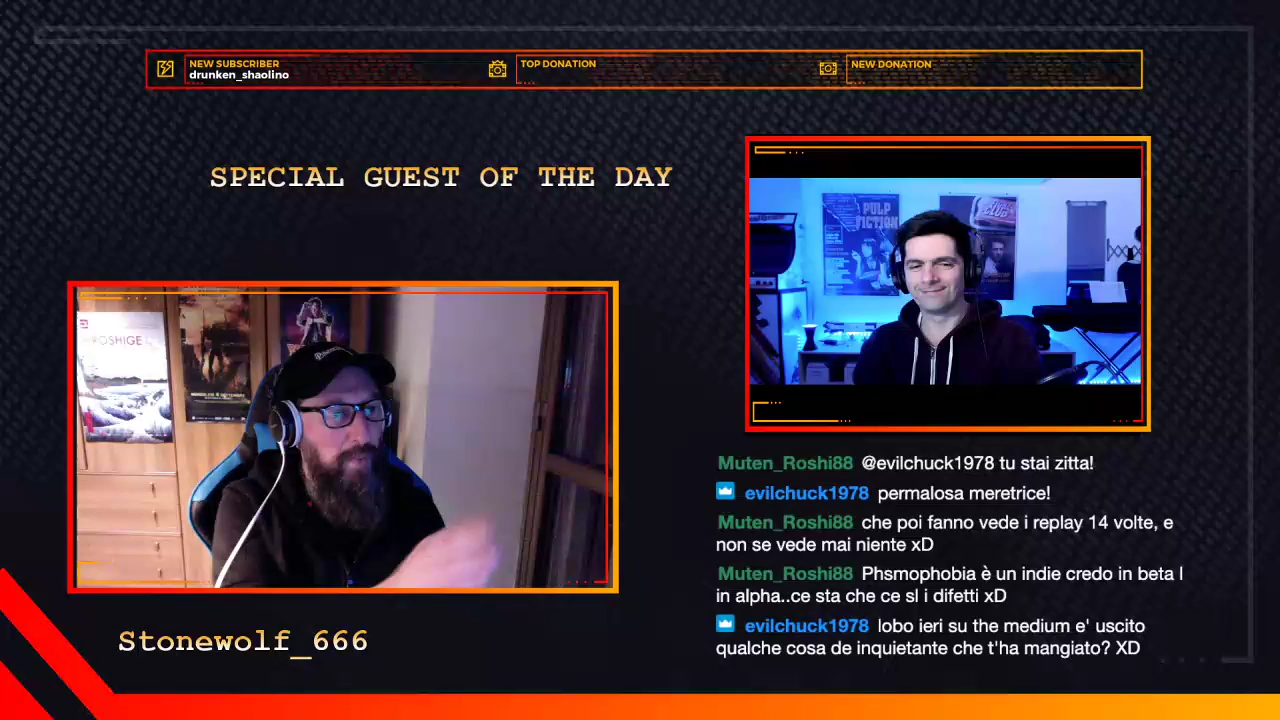 NEW SUBSCRIBER
drunken_shaolino
TOP DONATION
NEW DONATION
SPECIAL GUEST OF THE DAY
PULP
FICTION
CLUB
Stonewolf_666
Muten_Roshi88 @evilchuck1978 tu stai zitta!
evilchuck1978 permalosa meretrice!
Muten_Roshi88 che poi fanno vede i replay 14 volte, e
non se vede mai niente xD
Muten_Roshi88 Phsmophobia è un indie credo in beta I
in alpha..ce sta che ce sl i difetti xD
evilchuck1978 lobo ieri su the medium e' uscito
qualche cosa de inquietante che t'ha mangiato? XD